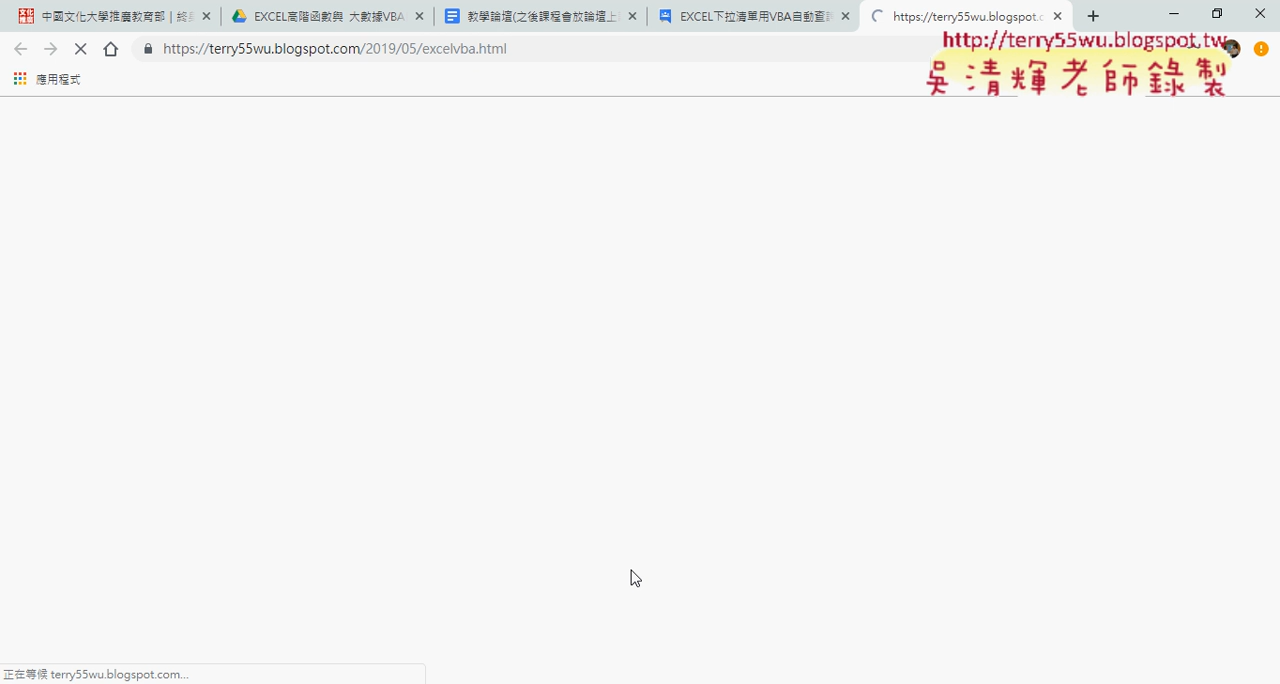 中國文化大學推廣教育部 | 終
EXCEL高階函數與 大數據VBA
教學論壇(之後課程會放論壇上
EXCEL下拉清單用VBA自動查詢
https://terry55wu.blogspot.c
https://terry55wu.blogspot.com/2019/05/excelvba.html
http://terry55wu.blogspot.tw
應用程式
吳清輝老師錄製
正在等候 terry55wu.blogspot.com...